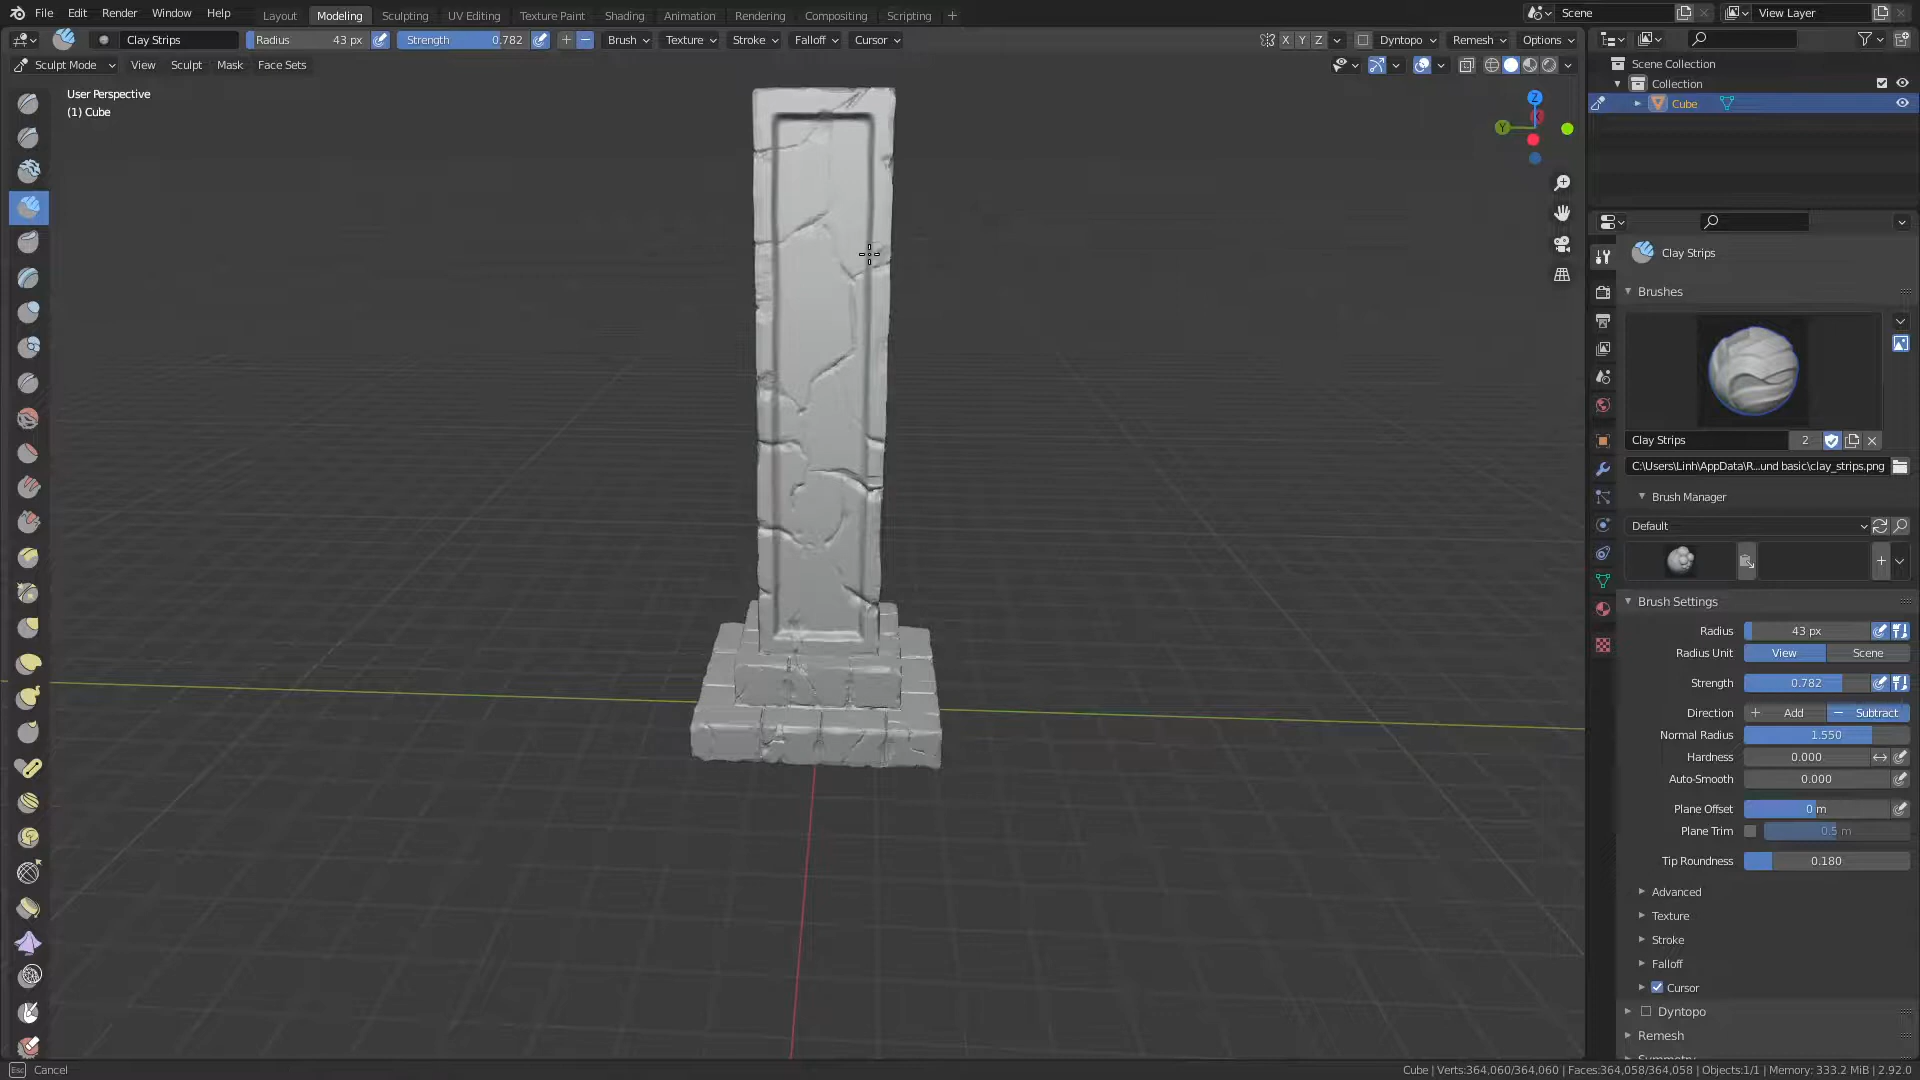 File Edit Render Window Help Layout Modeling Sculpting UV Editing Texture Paint Shading Animation Rendering Compositing Scripting + Scene View Layer
Clay Strips Radius 43 px Strength 0.782 + − Brush Texture Stroke Falloff Cursor X Y Z Dyntopo Remesh Options
Sculpt Mode View Sculpt Mask Face Sets
User Perspective
(1) Cube
Z
Y
Scene Collection
Collection
Cube
Clay Strips
Brushes
Clay Strips 2
C:\Users\Linh\AppData\R...und basic\clay_strips.png
Brush Manager
Default
Brush Settings
Radius 43 px
Radius Unit View Scene
Strength 0.782
Direction + Add − Subtract
Normal Radius 1.550
Hardness 0.000
Auto-Smooth 0.000
Plane Offset 0 m
Plane Trim 0.5 m
Tip Roundness 0.180
Advanced
Texture
Stroke
Falloff
Cursor
Dyntopo
Remesh
Symmetry
Esc Cancel
Cube | Verts:364,060/364,060 | Faces:364,058/364,058 | Objects:1/1 | Memory: 333.2 MiB | 2.92.0